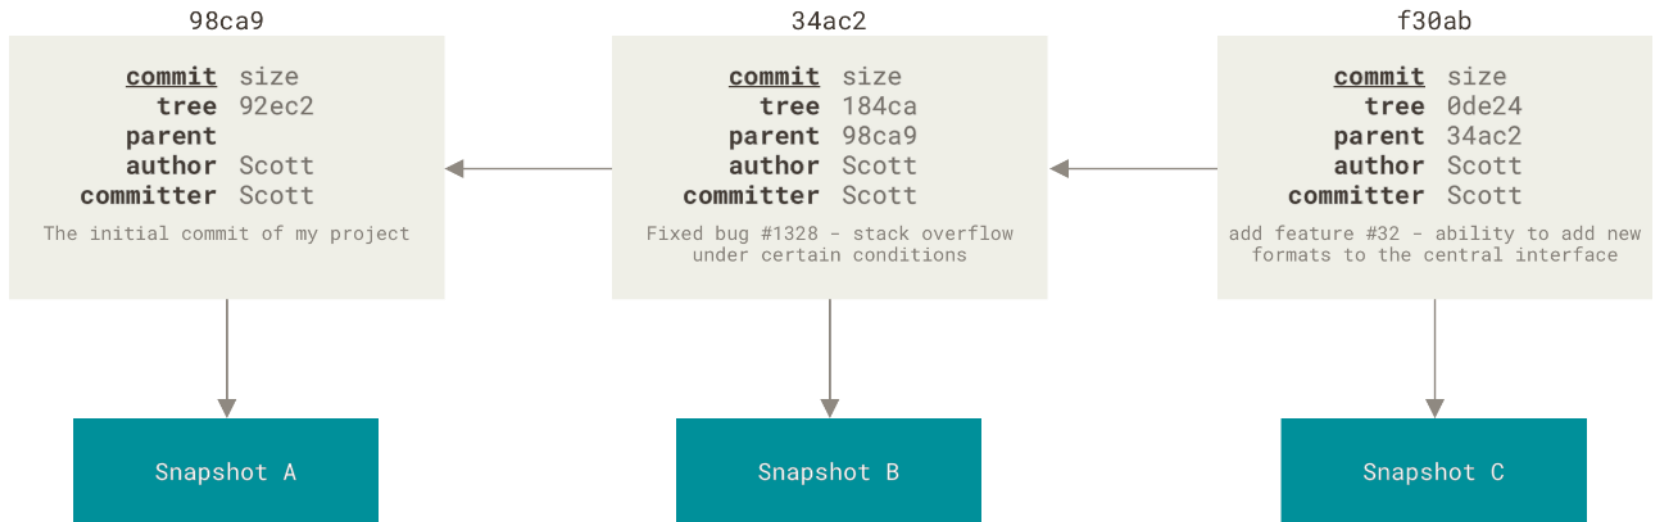 98ca9
commit size
tree 92ec2
parent
author Scott
committer Scott
The initial commit of my project
Snapshot A
34ac2
commit size
tree 184ca
parent 98ca9
author Scott
committer Scott
Fixed bug #1328 - stack overflow
under certain conditions
Snapshot B
f30ab
commit size
tree 0de24
parent 34ac2
author Scott
committer Scott
add feature #32 - ability to add new
formats to the central interface
Snapshot C